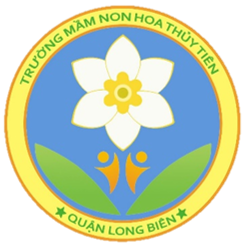 TRƯỜNG MẦM NON HOA THỦY TIÊN
QUẬN LONG BIÊN